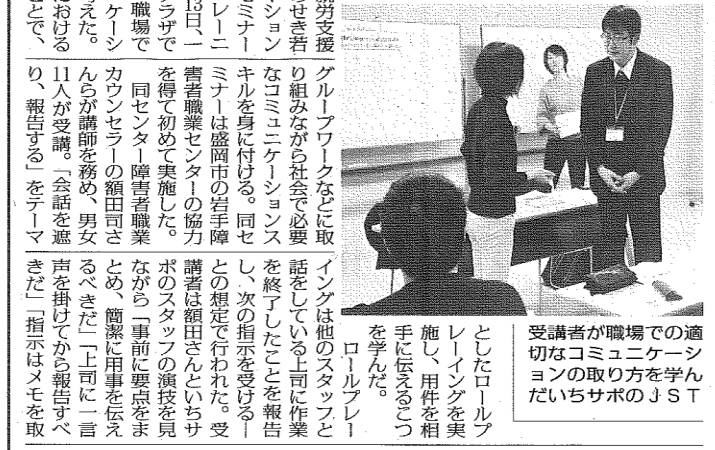 労支援
せき若
ション
ミナー
13日、一
レーニ
ラザで
職場で
ケーシ
えた。
おける
とで、
グループワークなどに取
り組みながら社会で必要
なコミュニケーションス
キルを身に付ける。同セ
ミナーは盛岡市の岩手障
害者職業センターの協力
を得て初めて実施した。
同センター障害者職業
カウンセラーの額田司さ
んらが講師を務め、男女
11人が受講。「会話を遮
り、報告する」をテーマ
としたロールプ
レーイングを実
施し、用件を相
手に伝えるこつ
を学んだ。
ロールプレー
イングは他のスタッフと
話をしている上司に作業
を終了したことを報告
し、次の指示を受ける―
との想定で行われた。受
講者は額田さんといちサ
ポのスタッフの演技を見
ながら「事前に要点をま
とめ、簡潔に用事を伝え
るべきだ」「上司に一言
声を掛けてから報告すべ
きだ」「指示はメモを取
受講者が職場での適
切なコミュニケーシ
ョンの取り方を学ん
だいちサポのJST